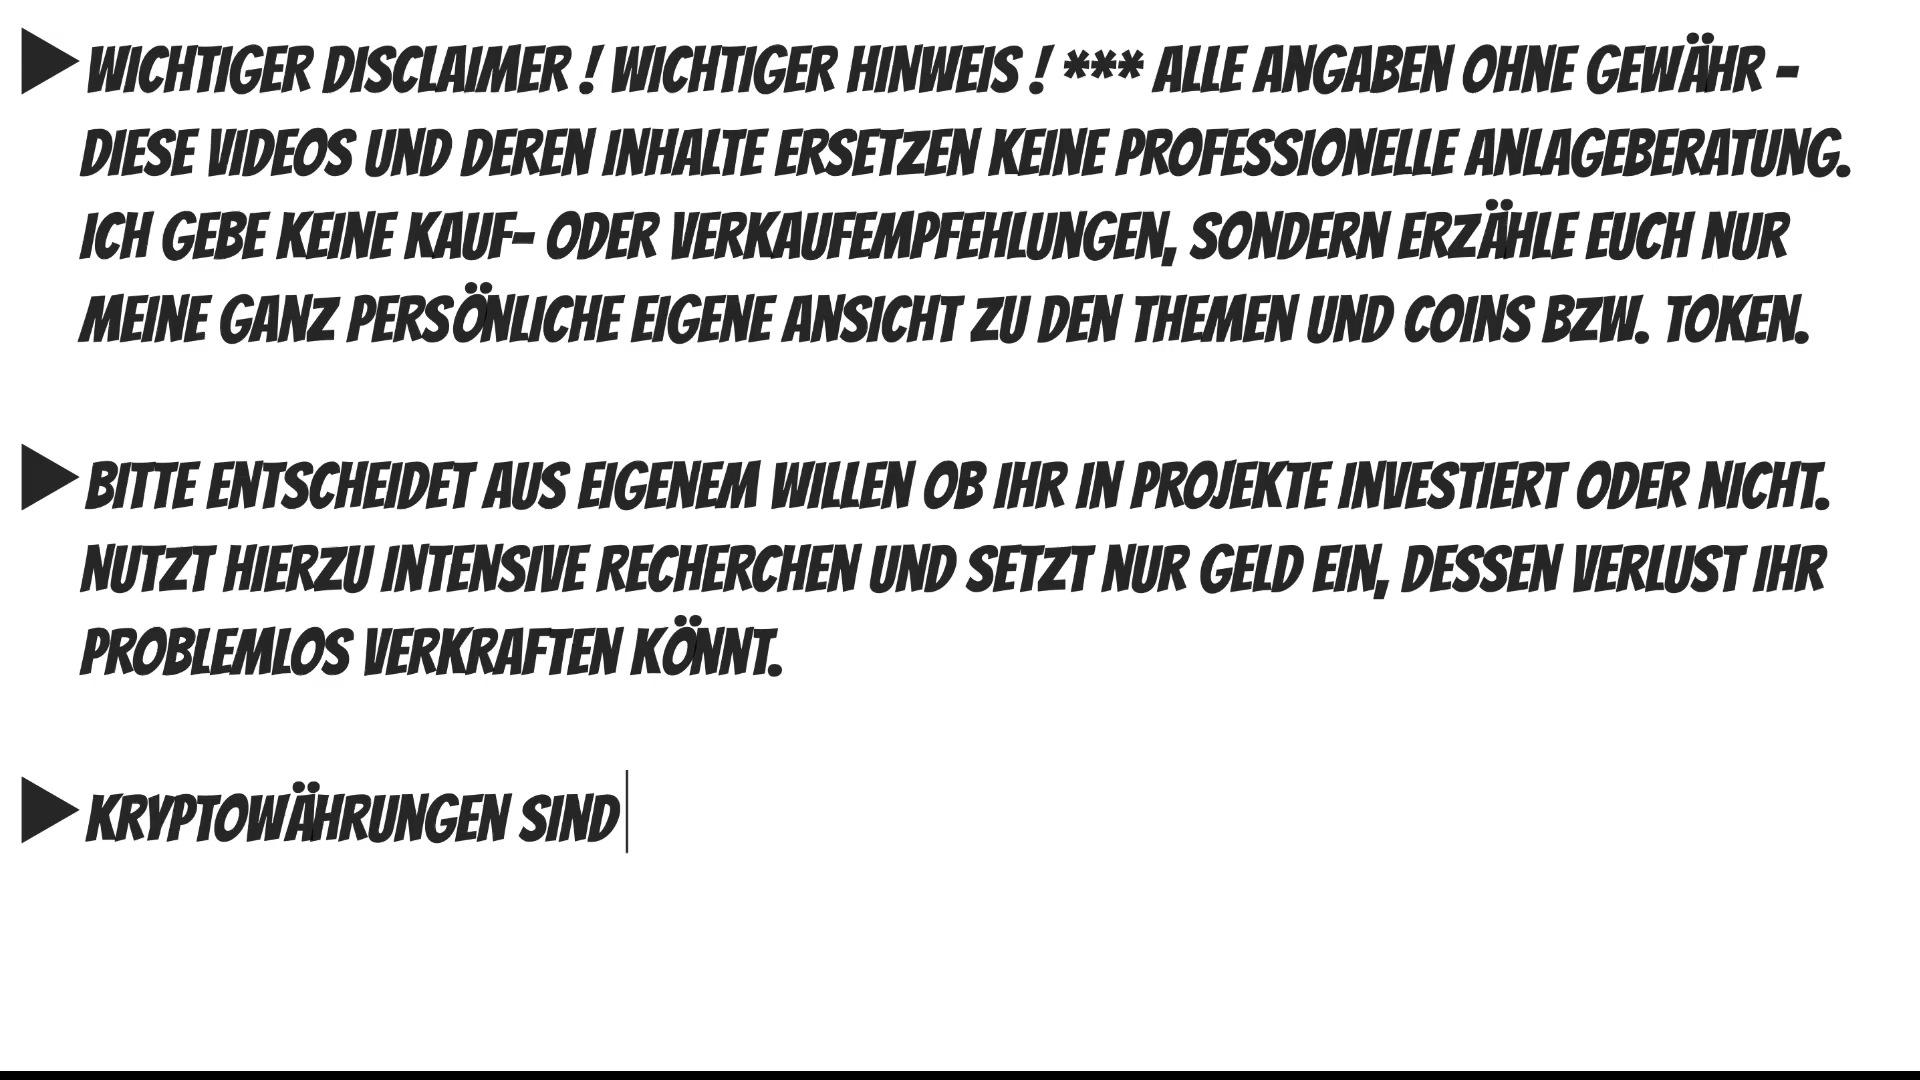 ▶ WICHTIGER DISCLAIMER ! WICHTIGER HINWEIS ! *** ALLE ANGABEN OHNE GEWÄHR -
DIESE VIDEOS UND DEREN INHALTE ERSETZEN KEINE PROFESSIONELLE ANLAGEBERATUNG.
ICH GEBE KEINE KAUF- ODER VERKAUFEMPFEHLUNGEN, SONDERN ERZÄHLE EUCH NUR
MEINE GANZ PERSÖNLICHE EIGENE ANSICHT ZU DEN THEMEN UND COINS BZW. TOKEN.
▶ BITTE ENTSCHEIDET AUS EIGENEM WILLEN OB IHR IN PROJEKTE INVESTIERT ODER NICHT.
NUTZT HIERZU INTENSIVE RECHERCHEN UND SETZT NUR GELD EIN, DESSEN VERLUST IHR
PROBLEMLOS VERKRAFTEN KÖNNT.
▶ KRYPTOWÄHRUNGEN SIND